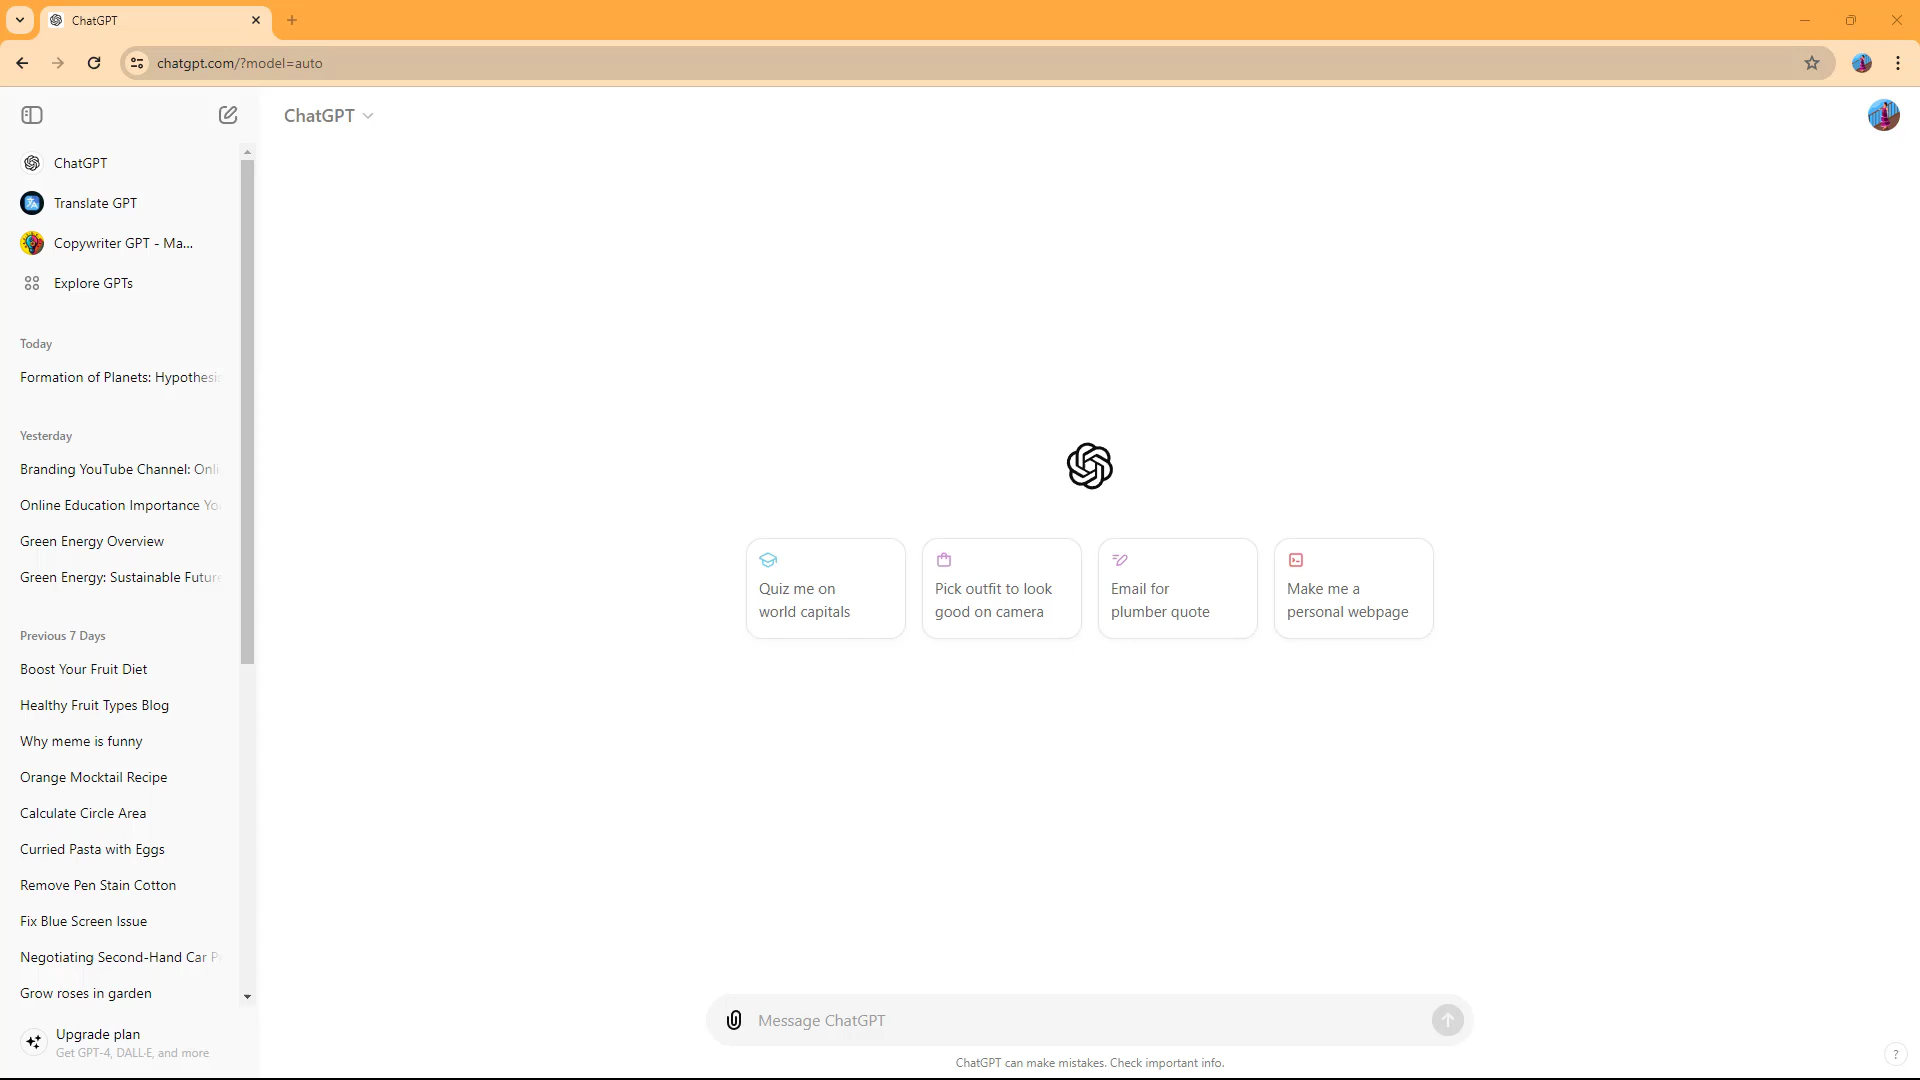 ChatGPT
chatgpt.com/?model=auto
ChatGPT
ChatGPT
Translate GPT
Copywriter GPT - Ma...
Explore GPTs
Today
Formation of Planets: Hypothesis
Yesterday
Branding YouTube Channel: Onli
Online Education Importance Yo
Green Energy Overview
Green Energy: Sustainable Future
Previous 7 Days
Boost Your Fruit Diet
Healthy Fruit Types Blog
Why meme is funny
Orange Mocktail Recipe
Calculate Circle Area
Curried Pasta with Eggs
Remove Pen Stain Cotton
Fix Blue Screen Issue
Negotiating Second-Hand Car P
Grow roses in garden
Upgrade plan
Get GPT-4, DALL·E, and more
Quiz me on
world capitals
Pick outfit to look
good on camera
Email for
plumber quote
Make me a
personal webpage
Message ChatGPT
ChatGPT can make mistakes. Check important info.
?